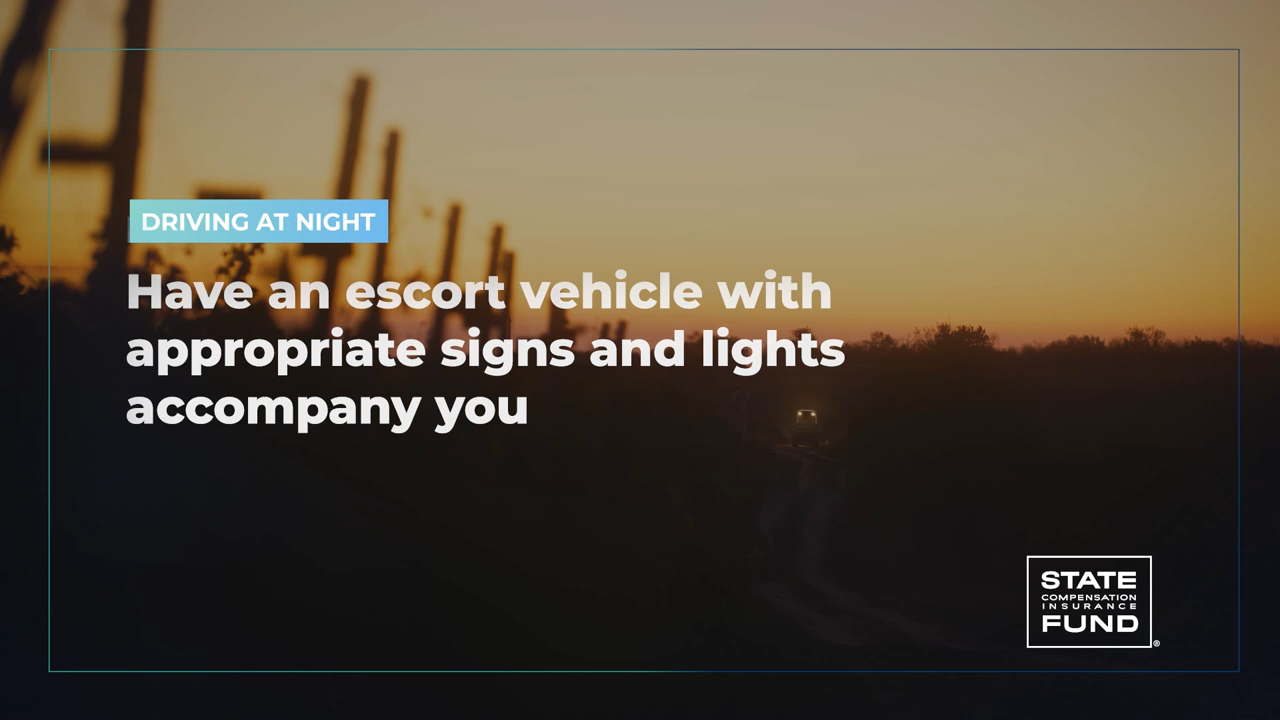 DRIVING AT NIGHT
Have an escort vehicle with
appropriate signs and lights
accompany you
STATE
COMPENSATION
INSURANCE
FUND
®